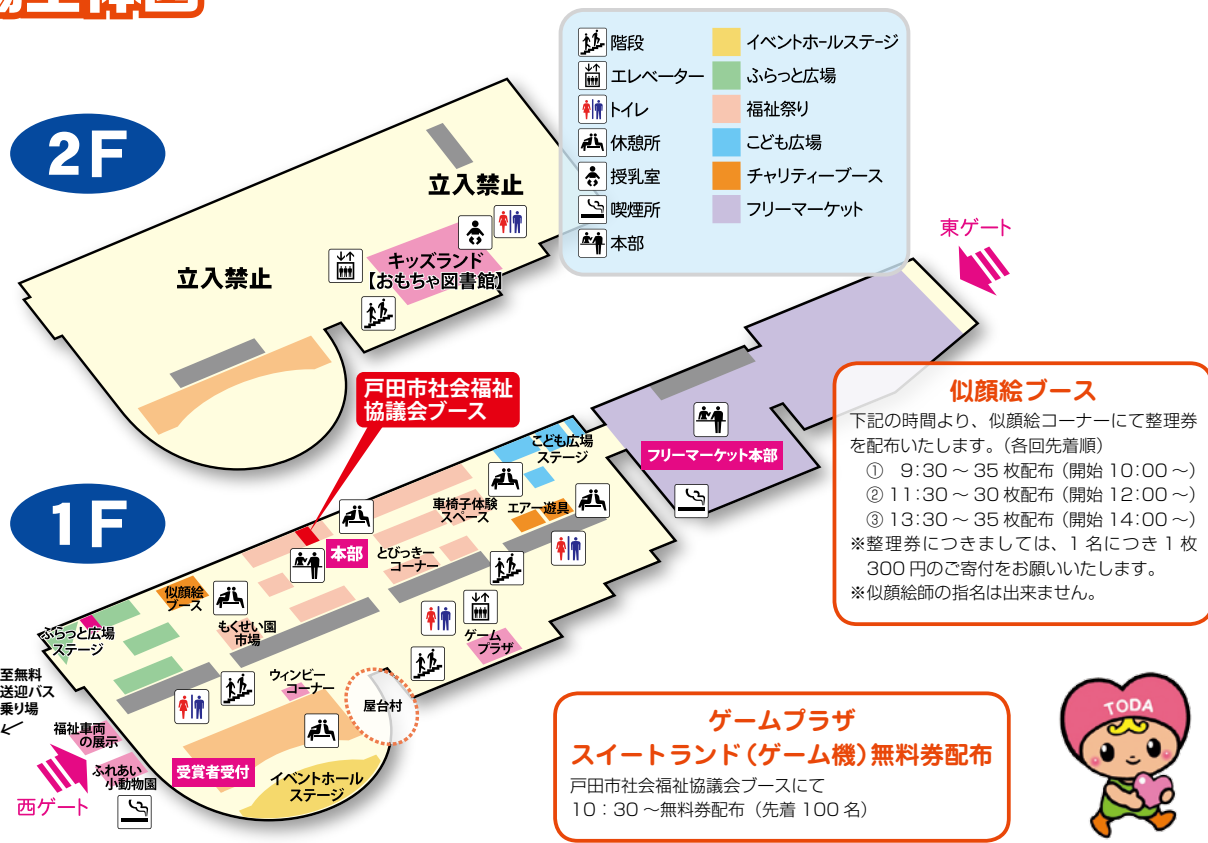 2F
階段
エレベーター
トイレ
休憩所
授乳室
喫煙所
本部
イベントホールステージ
ふらっと広場
福祉祭り
こども広場
チャリティーブース
フリーマーケット
立入禁止
立入禁止
キッズランド
【おもちゃ図書館】
東ゲート
戸田市社会福祉
協議会ブース
1F
こども広場
ステージ
フリーマーケット本部
車椅子体験
スペース
エアー遊具
本部
とびっきー
コーナー
似顔絵
ブース
もくせい園
市場
ふらっと広場
ステージ
ゲーム
プラザ
ウィンビー
コーナー
屋台村
至無料
送迎バス
乗り場
←
福祉車両
の展示
ふれあい
小動物園
受賞者受付
イベントホール
ステージ
西ゲート
似顔絵ブース
下記の時間より、似顔絵コーナーにて整理券
を配布いたします。(各回先着順)
① 9:30 ~ 35 枚配布 (開始 10:00 ~)
② 11:30 ~ 30 枚配布 (開始 12:00 ~)
③ 13:30 ~ 35 枚配布 (開始 14:00 ~)
※整理券につきましては、1 名につき 1 枚
300 円のご寄付をお願いいたします。
※似顔絵師の指名は出来ません。
ゲームプラザ
スイートランド(ゲーム機)無料券配布
戸田市社会福祉協議会ブースにて
10:30 ~無料券配布 (先着 100 名)
TODA